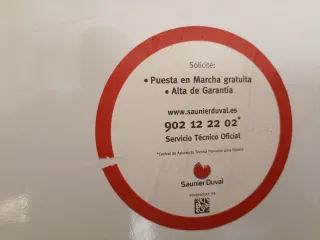 Solicite:
• Puesta en Marcha gratuita
• Alta de Garantía
www.saunierduval.es
902 12 22 02*
Servicio Técnico Oficial
Saunier Duval